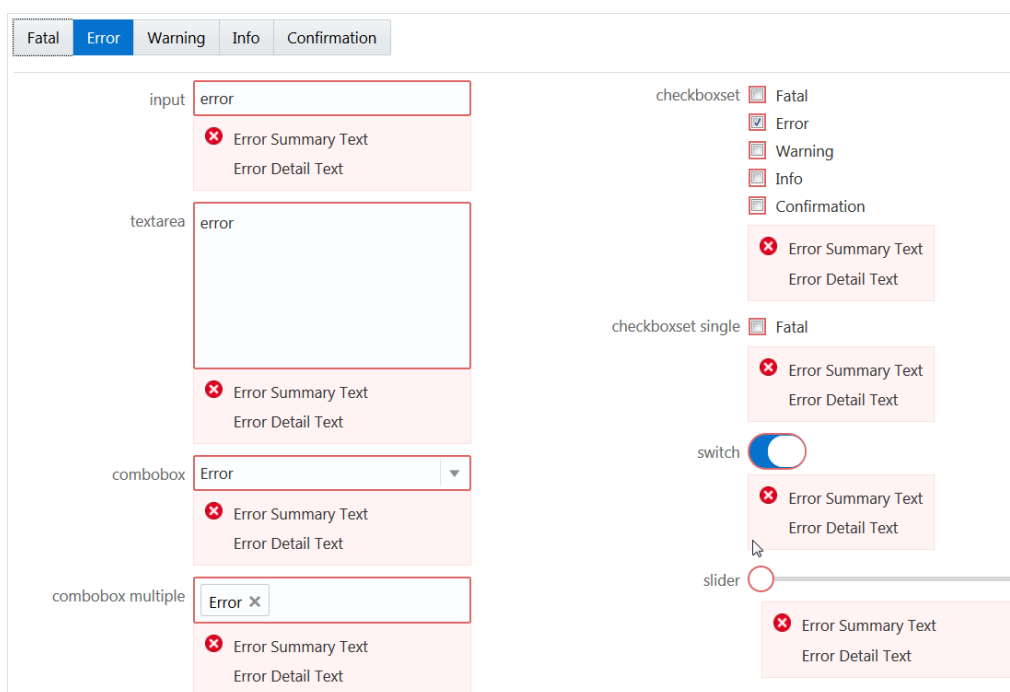 Fatal Error Warning Info Confirmation
input error
Error Summary Text
Error Detail Text
textarea error
Error Summary Text
Error Detail Text
combobox Error
Error Summary Text
Error Detail Text
combobox multiple Error
Error Summary Text
Error Detail Text
checkboxset Fatal
Error
Warning
Info
Confirmation
Error Summary Text
Error Detail Text
checkboxset single Fatal
Error Summary Text
Error Detail Text
switch
Error Summary Text
Error Detail Text
slider
Error Summary Text
Error Detail Text